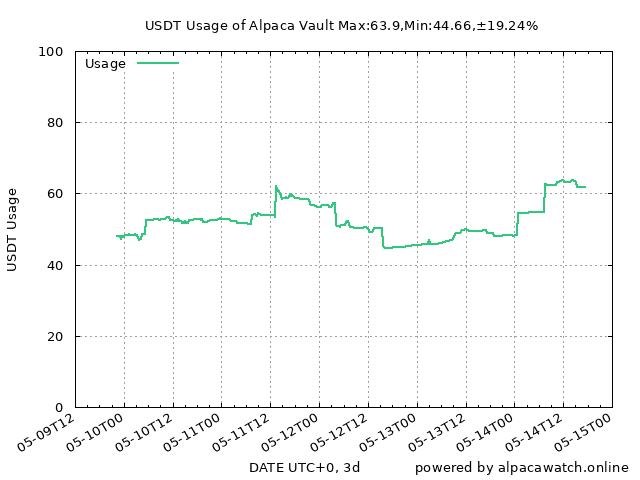 USDT Usage of Alpaca Vault Max:63.9,Min:44.66,±19.24%
Usage
100
80
60
40
20
0
USDT Usage
05-09T12
05-10T00
05-10T12
05-11T00
05-11T12
05-12T00
05-12T12
05-13T00
05-13T12
05-14T00
05-14T12
05-15T00
DATE UTC+0, 3d
powered by alpacawatch.online